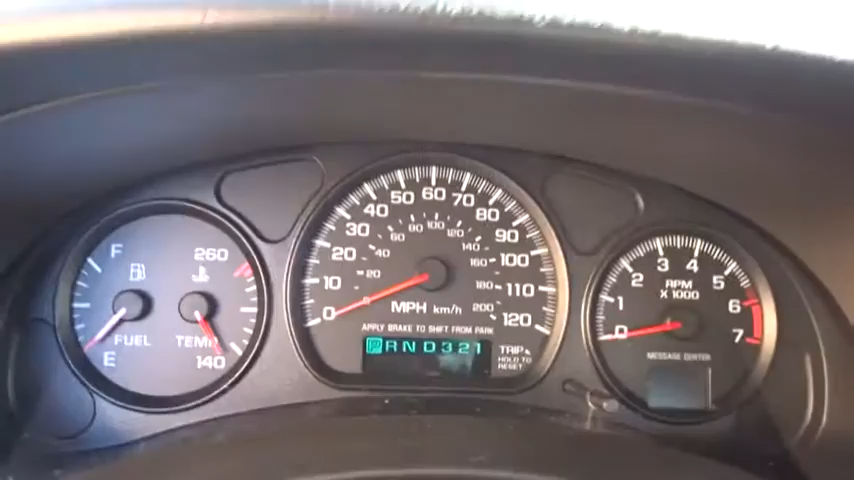 F
260
FUEL
TEMP
E
140
0 10 20 30 40 50 60 70 80 90 100 110 120
20 40 60 80 100 120 140 160 180 200
MPH km/h
APPLY BRAKE TO SHIFT FROM PARK
PRND321
TRIP
HOLD TO
RESET
0 1 2 3 4 5 6 7
RPM
X1000
MESSAGE CENTER